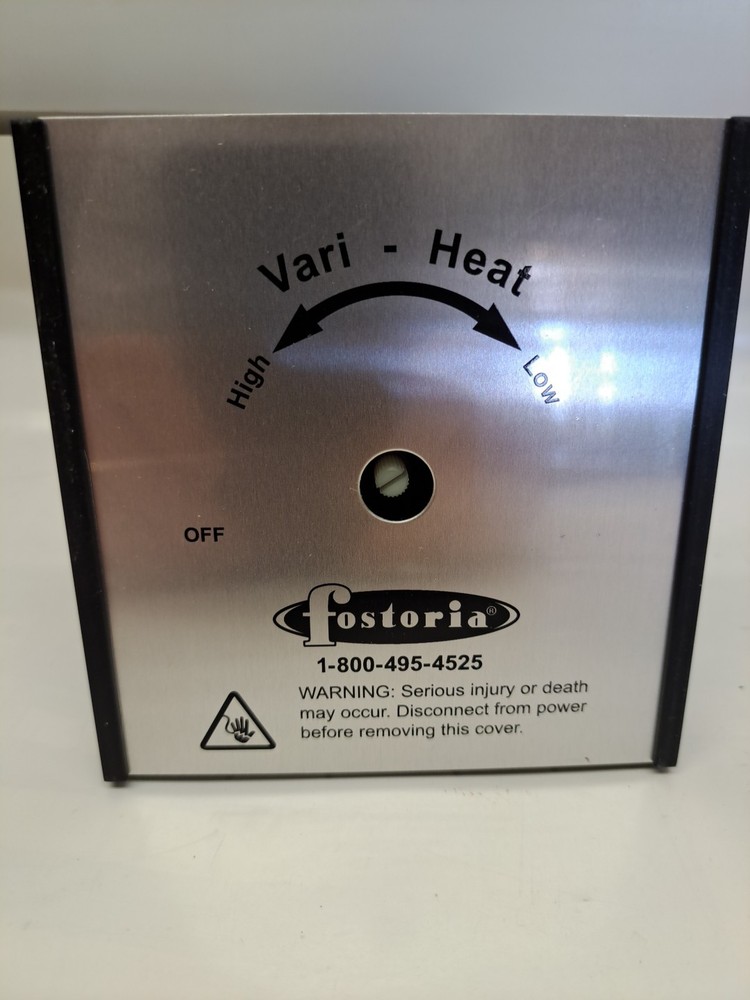 Vari - Heat
High
Low
OFF
fostoria®
1-800-495-4525
WARNING: Serious injury or death
may occur. Disconnect from power
before removing this cover.